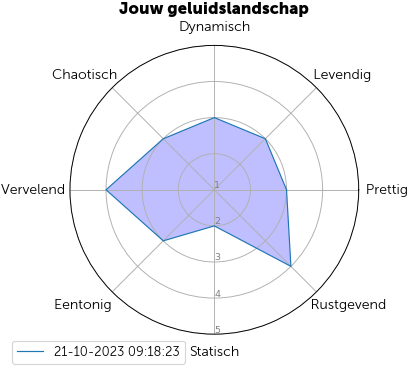 Jouw geluidslandschap
Dynamisch
Chaotisch
Levendig
Vervelend
1
Prettig
2
3
4
Eentonig
Rustgevend
5
21-10-2023 09:18:23
Statisch